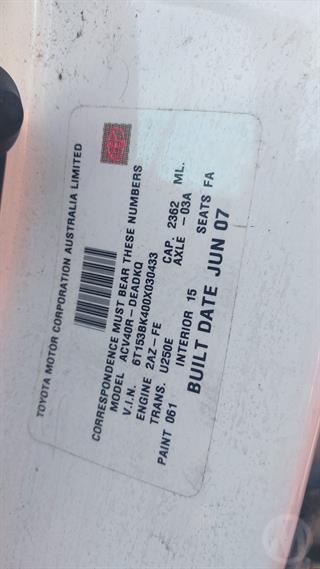 TOYOTA MOTOR CORPORATION AUSTRALIA LIMITED
CORRESPONDENCE MUST BEAR THESE NUMBERS
MODEL ACV40R-DEADKQ
V.I.N. 6T153BK400X030433
ENGINE 2AZ-FE CAP. 2362 ML.
TRANS. U250E AXLE -03A
PAINT 061 INTERIOR 15 SEATS FA
BUILT DATE JUN 07